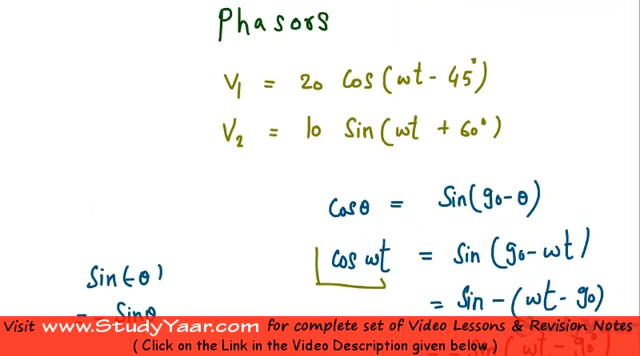 Phasors
V₁ = 20 Cos(ωt - 45°)
V₂ = 10 Sin(ωt + 60°)
Cosθ = Sin(90-θ)
Cos ωt = Sin(90-ωt)
Sin(-θ)
= Sin-(ωt-90)
= - Sinθ
Visit www.StudyYaar.com for complete set of Video Lessons & Revision Notes
( Click on the Link in the Video Description given below )